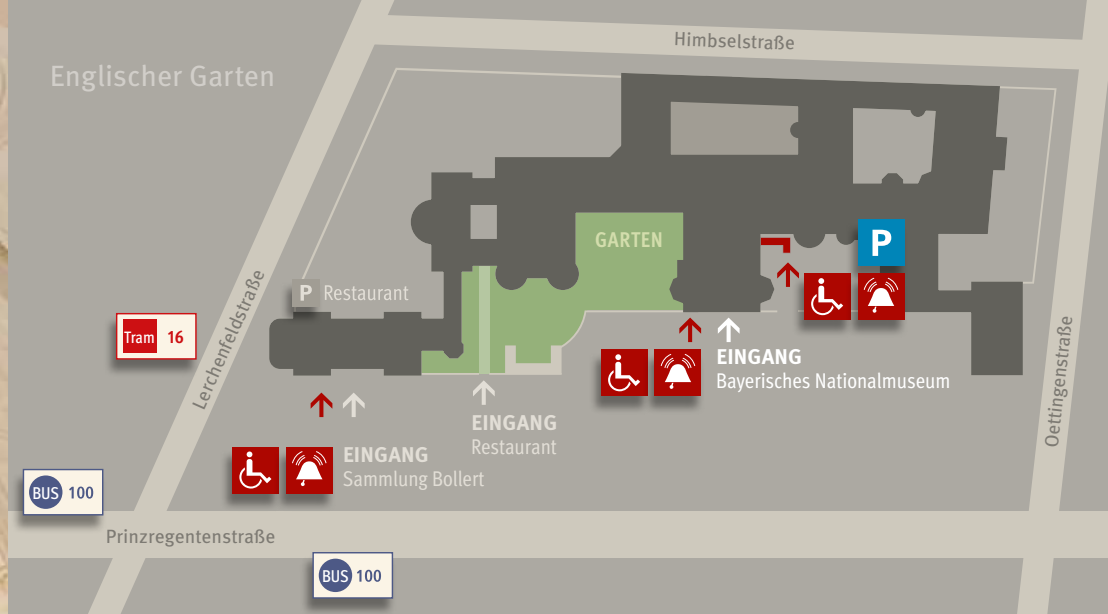 Himbselstraße
Englischer Garten
GARTEN
P
P Restaurant
Lerchenfeldstraße
Tram 16
Oettingenstraße
EINGANG
Bayerisches Nationalmuseum
EINGANG
Restaurant
EINGANG
Sammlung Bollert
BUS 100
Prinzregentenstraße
BUS 100